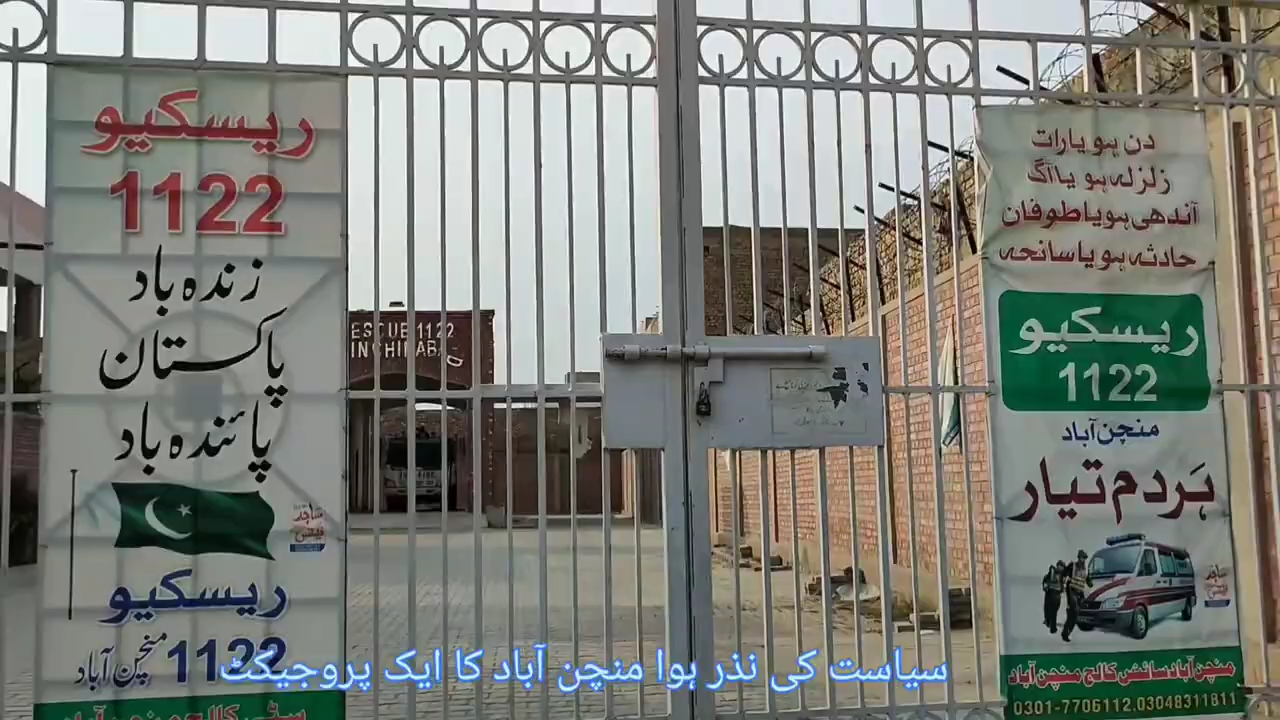 ریسکیو
1122
زندہ باد
پاکستان
پائندہ باد
ریسکیو
1122 منچن آباد
ESCUE 1122
INCHINABAD
دن ہو یا رات
زلزلہ ہو یا آگ
آندھی ہو یا طوفان
حادثہ ہو یا سانحہ
ریسکیو
1122
منچن آباد
ہَر دم تیار
منچن آباد سائنس کالج منچن آباد
0301-7706112,03048311811
سیاست کی نذر ہوا منچن آباد کا ایک پروجیکٹ